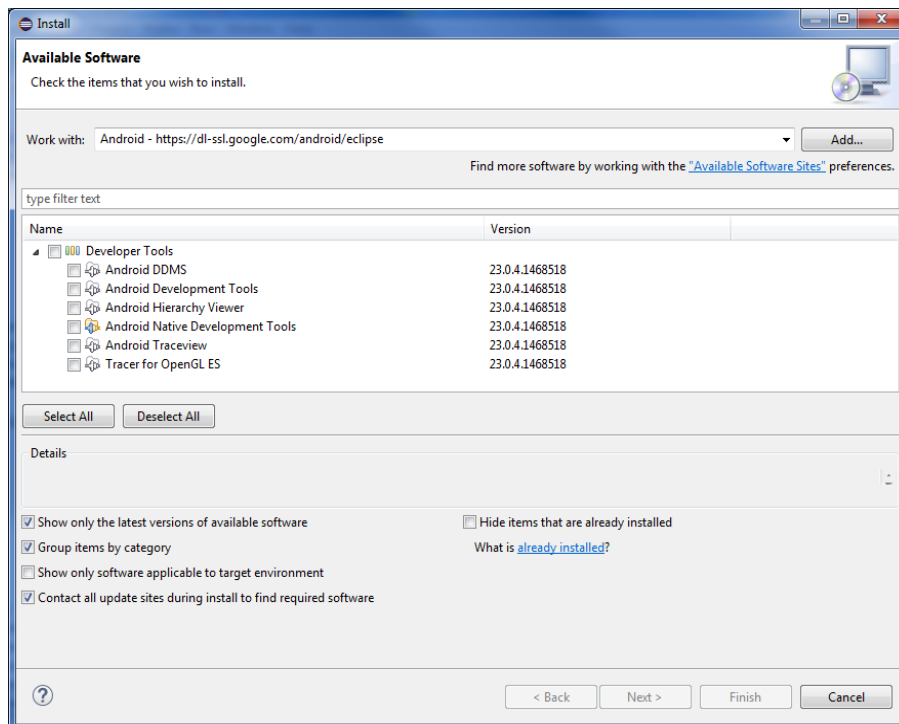 Install
Available Software
Check the items that you wish to install.
Work with: Android - https://dl-ssl.google.com/android/eclipse Add...
Find more software by working with the "Available Software Sites" preferences.
type filter text
Name Version
Developer Tools
Android DDMS 23.0.4.1468518
Android Development Tools 23.0.4.1468518
Android Hierarchy Viewer 23.0.4.1468518
Android Native Development Tools 23.0.4.1468518
Android Traceview 23.0.4.1468518
Tracer for OpenGL ES 23.0.4.1468518
Select All Deselect All
Details
Show only the latest versions of available software Hide items that are already installed
Group items by category What is already installed?
Show only software applicable to target environment
Contact all update sites during install to find required software
? < Back Next > Finish Cancel